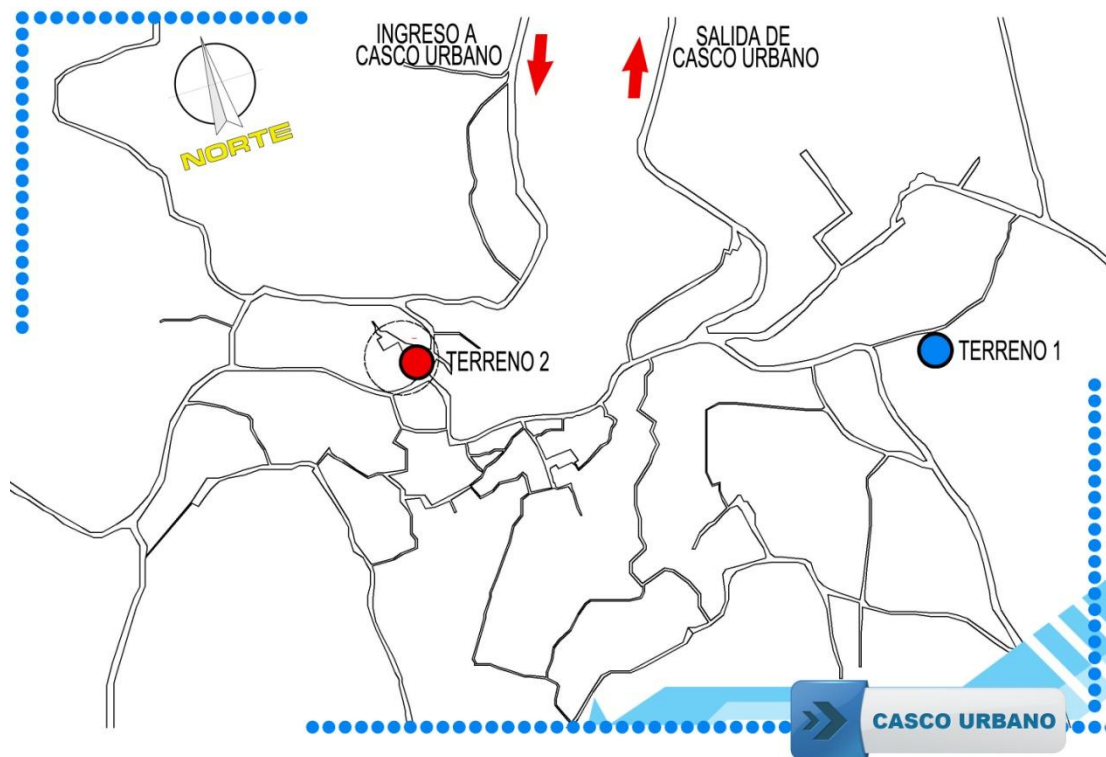 INGRESO A
CASCO URBANO
SALIDA DE
CASCO URBANO
NORTE
TERRENO 2
TERRENO 1
CASCO URBANO